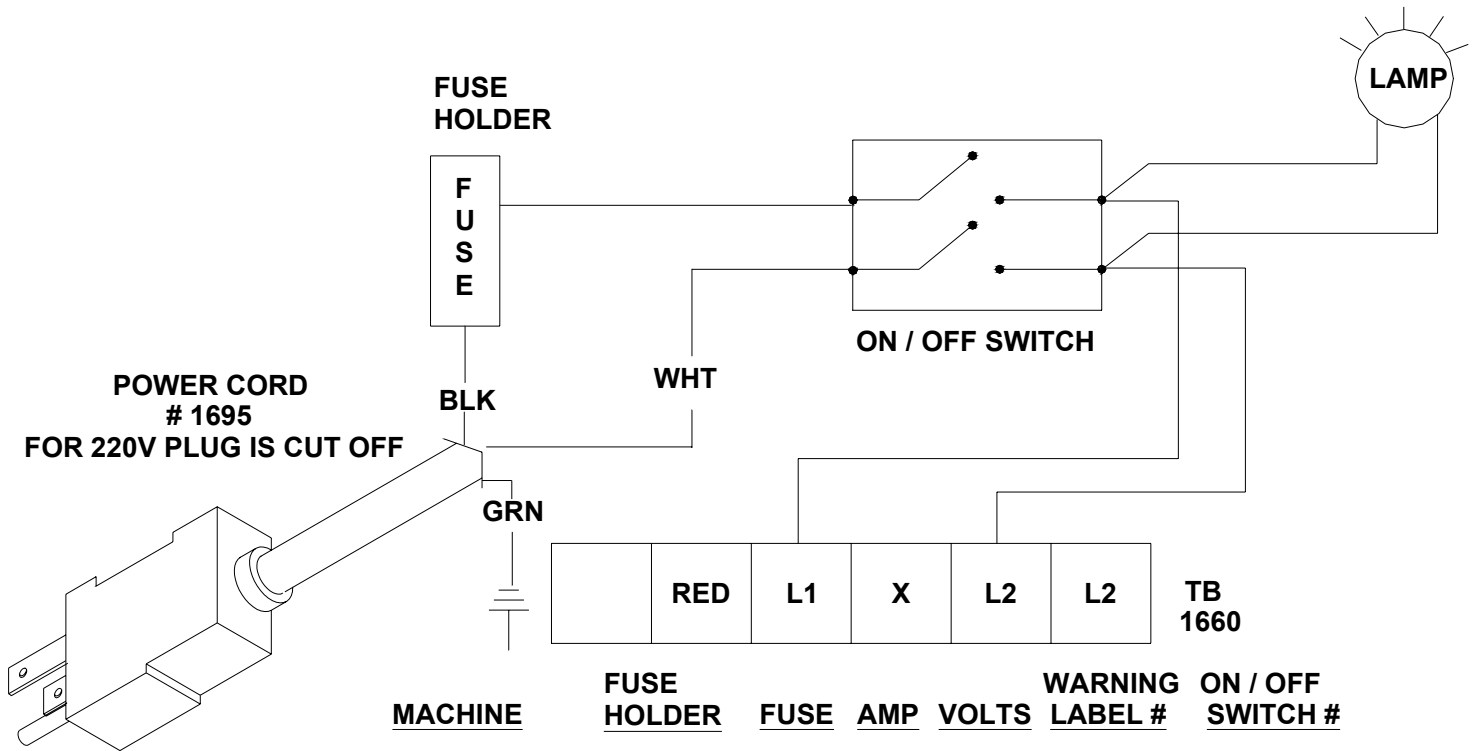 LAMP
FUSE
HOLDER
F
U
S
E
ON / OFF SWITCH
WHT
POWER CORD
# 1695
FOR 220V PLUG IS CUT OFF
BLK
GRN
RED L1 X L2 L2
TB
1660
MACHINE
FUSE
HOLDER
FUSE
AMP
VOLTS
WARNING
LABEL #
ON / OFF
SWITCH #